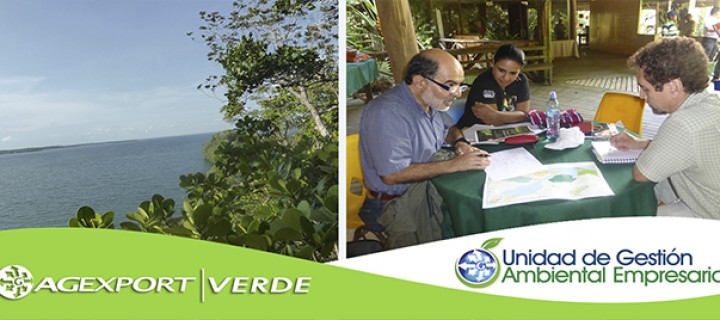 AGEXPORT | VERDE
Unidad de Gestión
Ambiental Empresaria